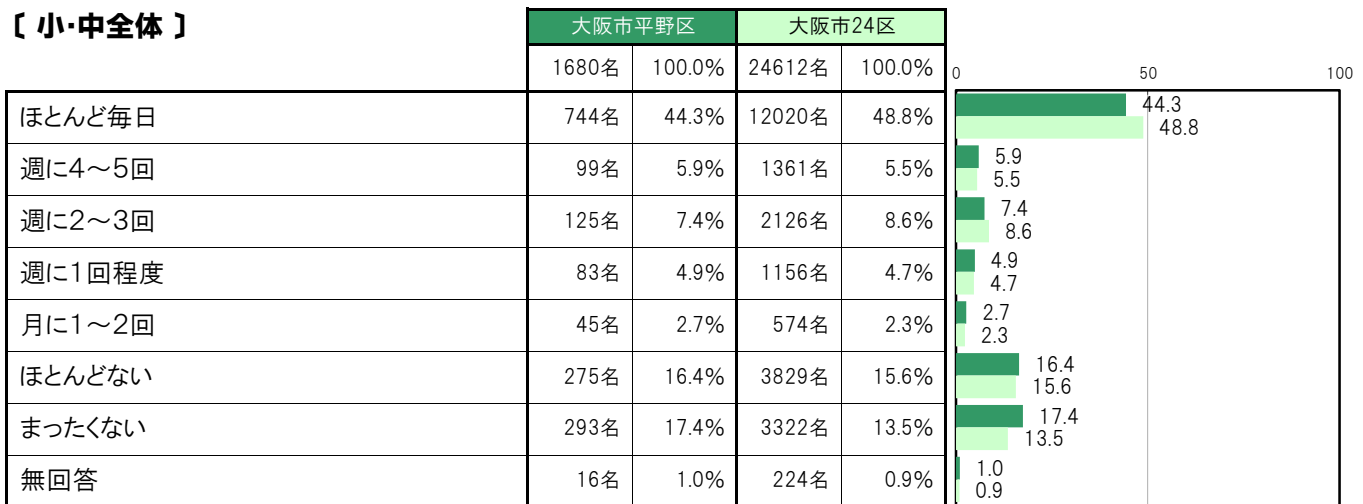 〔 小・中全体 〕
大阪市平野区 大阪市24区
1680名 100.0% 24612名 100.0% 0 50 100
ほとんど毎日 744名 44.3% 12020名 48.8% 44.3
48.8
週に4～5回 99名 5.9% 1361名 5.5% 5.9
5.5
週に2～3回 125名 7.4% 2126名 8.6% 7.4
8.6
週に1回程度 83名 4.9% 1156名 4.7% 4.9
4.7
月に1～2回 45名 2.7% 574名 2.3% 2.7
2.3
ほとんどない 275名 16.4% 3829名 15.6% 16.4
15.6
まったくない 293名 17.4% 3322名 13.5% 17.4
13.5
無回答 16名 1.0% 224名 0.9% 1.0
0.9